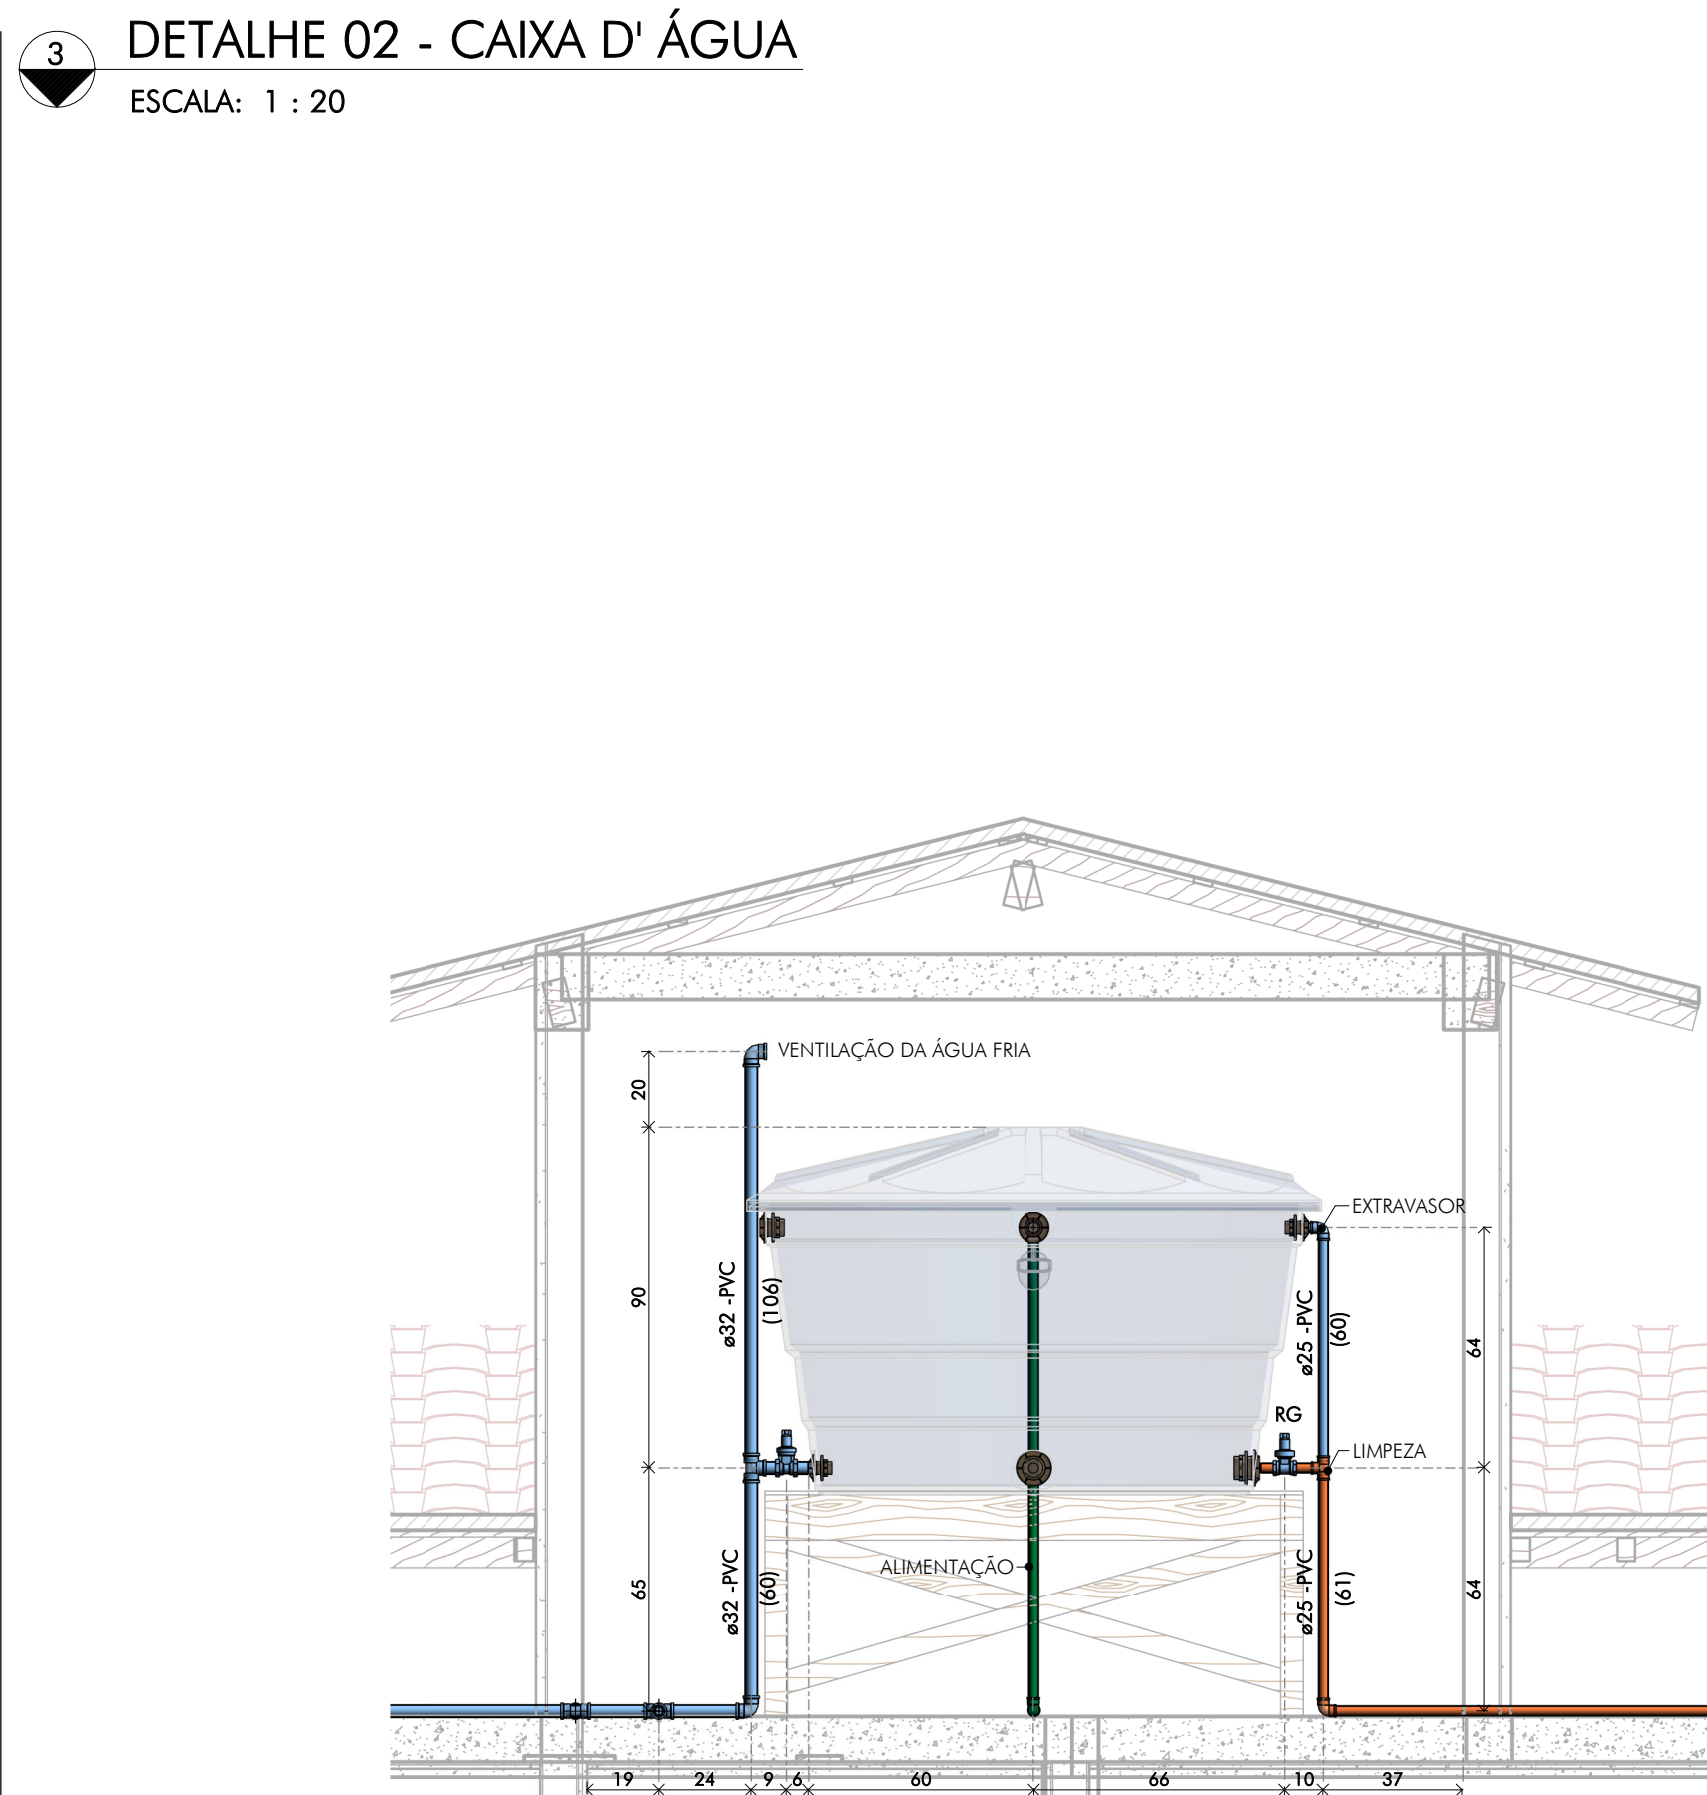 3
DETALHE 02 - CAIXA D' ÁGUA
ESCALA: 1 : 20
VENTILAÇÃO DA ÁGUA FRIA
20
EXTRAVASOR
90
ø32 -PVC
(106)
ø25 -PVC
(60)
64
RG
LIMPEZA
ALIMENTAÇÃO
65
ø32 -PVC
(60)
ø25 -PVC
(61)
64
19 24 9 6 60 66 10 37